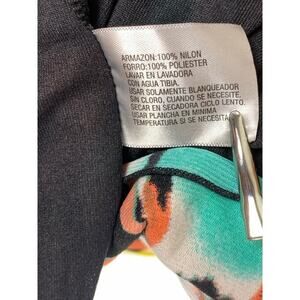 ARMAZON:100% NILON
FORRO:100% POLIESTER
LAVAR EN LAVADORA
CON AGUA TIBIA,
USAR SOLAMENTE BLANQUEADOR
SIN CLORO, CUANDO SE NECESITE.
SECAR EN SECADORA CICLO LENTO.
USAR PLANCHA EN MINIMA
TEMPERATURA SI SE NECESITA.